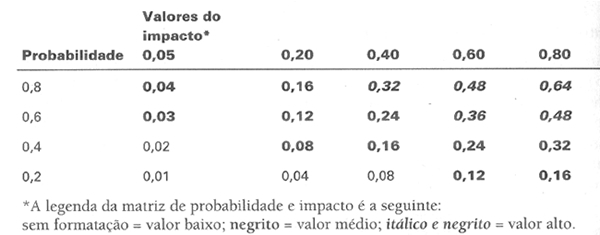 Valores do
impacto*
Probabilidade 0,05 0,20 0,40 0,60 0,80
0,8 0,04 0,16 0,32 0,48 0,64
0,6 0,03 0,12 0,24 0,36 0,48
0,4 0,02 0,08 0,16 0,24 0,32
0,2 0,01 0,04 0,08 0,12 0,16
*A legenda da matriz de probabilidade e impacto é a seguinte:
sem formatação = valor baixo; negrito = valor médio; itálico e negrito = valor alto.